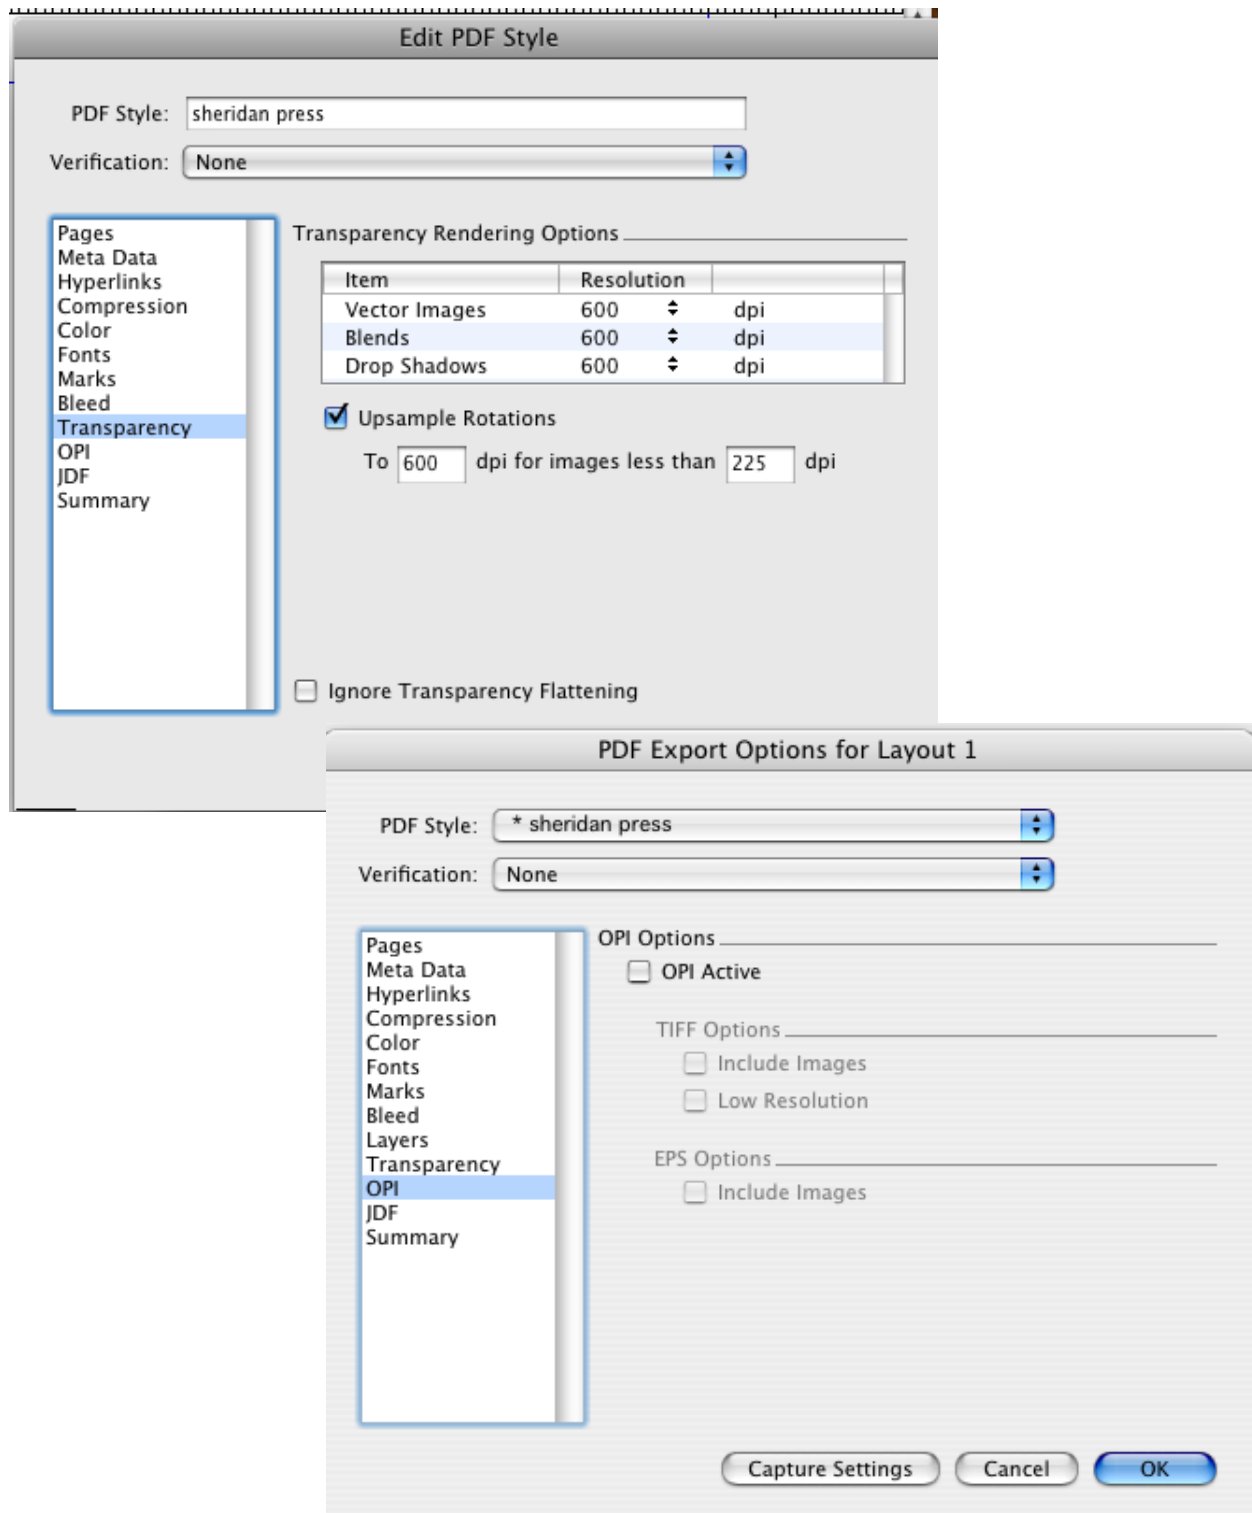 Edit PDF Style
PDF Style: sheridan press
Verification: None
Pages
Meta Data
Hyperlinks
Compression
Color
Fonts
Marks
Bleed
Transparency
OPI
JDF
Summary
Transparency Rendering Options
Item Resolution
Vector Images 600 dpi
Blends 600 dpi
Drop Shadows 600 dpi
Upsample Rotations
To 600 dpi for images less than 225 dpi
Ignore Transparency Flattening
PDF Export Options for Layout 1
PDF Style: * sheridan press
Verification: None
Pages
Meta Data
Hyperlinks
Compression
Color
Fonts
Marks
Bleed
Layers
Transparency
OPI
JDF
Summary
OPI Options
OPI Active
TIFF Options
Include Images
Low Resolution
EPS Options
Include Images
Capture Settings Cancel OK